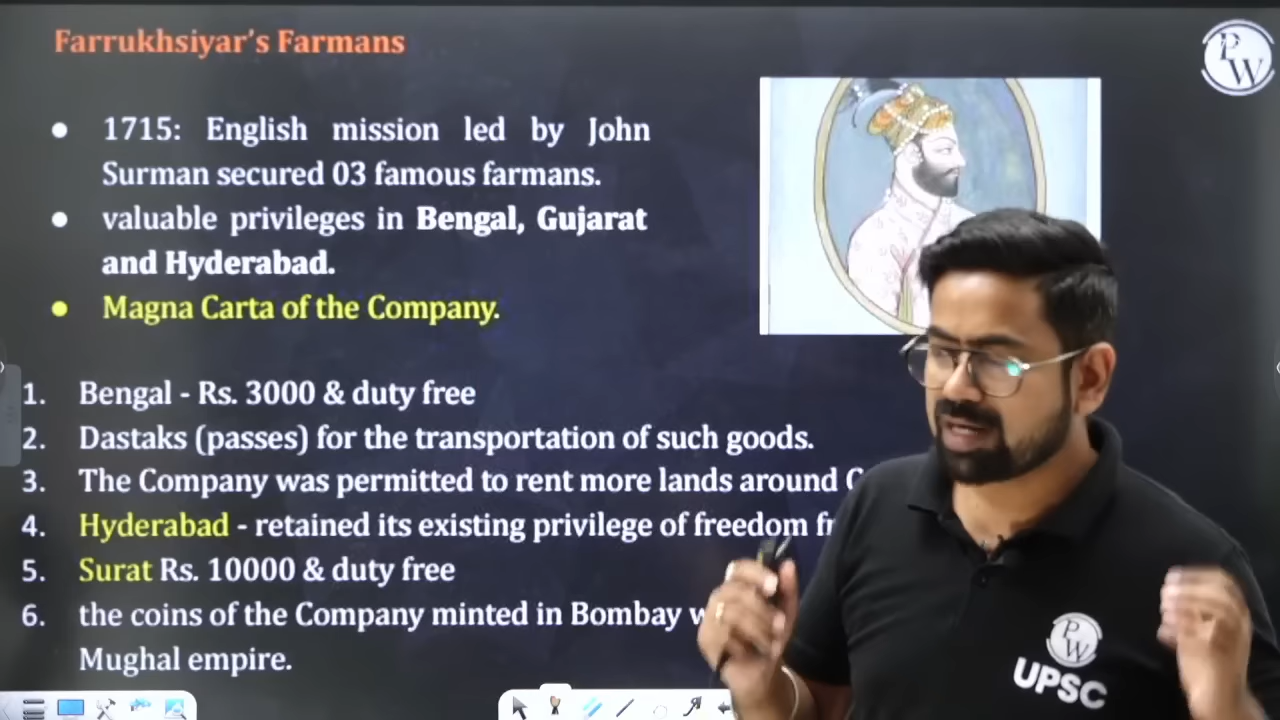 Farrukhsiyar's Farmans
PW
• 1715: English mission led by John
Surman secured 03 famous farmans.
• valuable privileges in Bengal, Gujarat
and Hyderabad.
• Magna Carta of the Company.
1. Bengal - Rs. 3000 & duty free
2. Dastaks (passes) for the transportation of such goods.
3. The Company was permitted to rent more lands around
4. Hyderabad - retained its existing privilege of freedom
5. Surat Rs. 10000 & duty free
6. the coins of the Company minted in Bombay
Mughal empire.
PW
UPSC